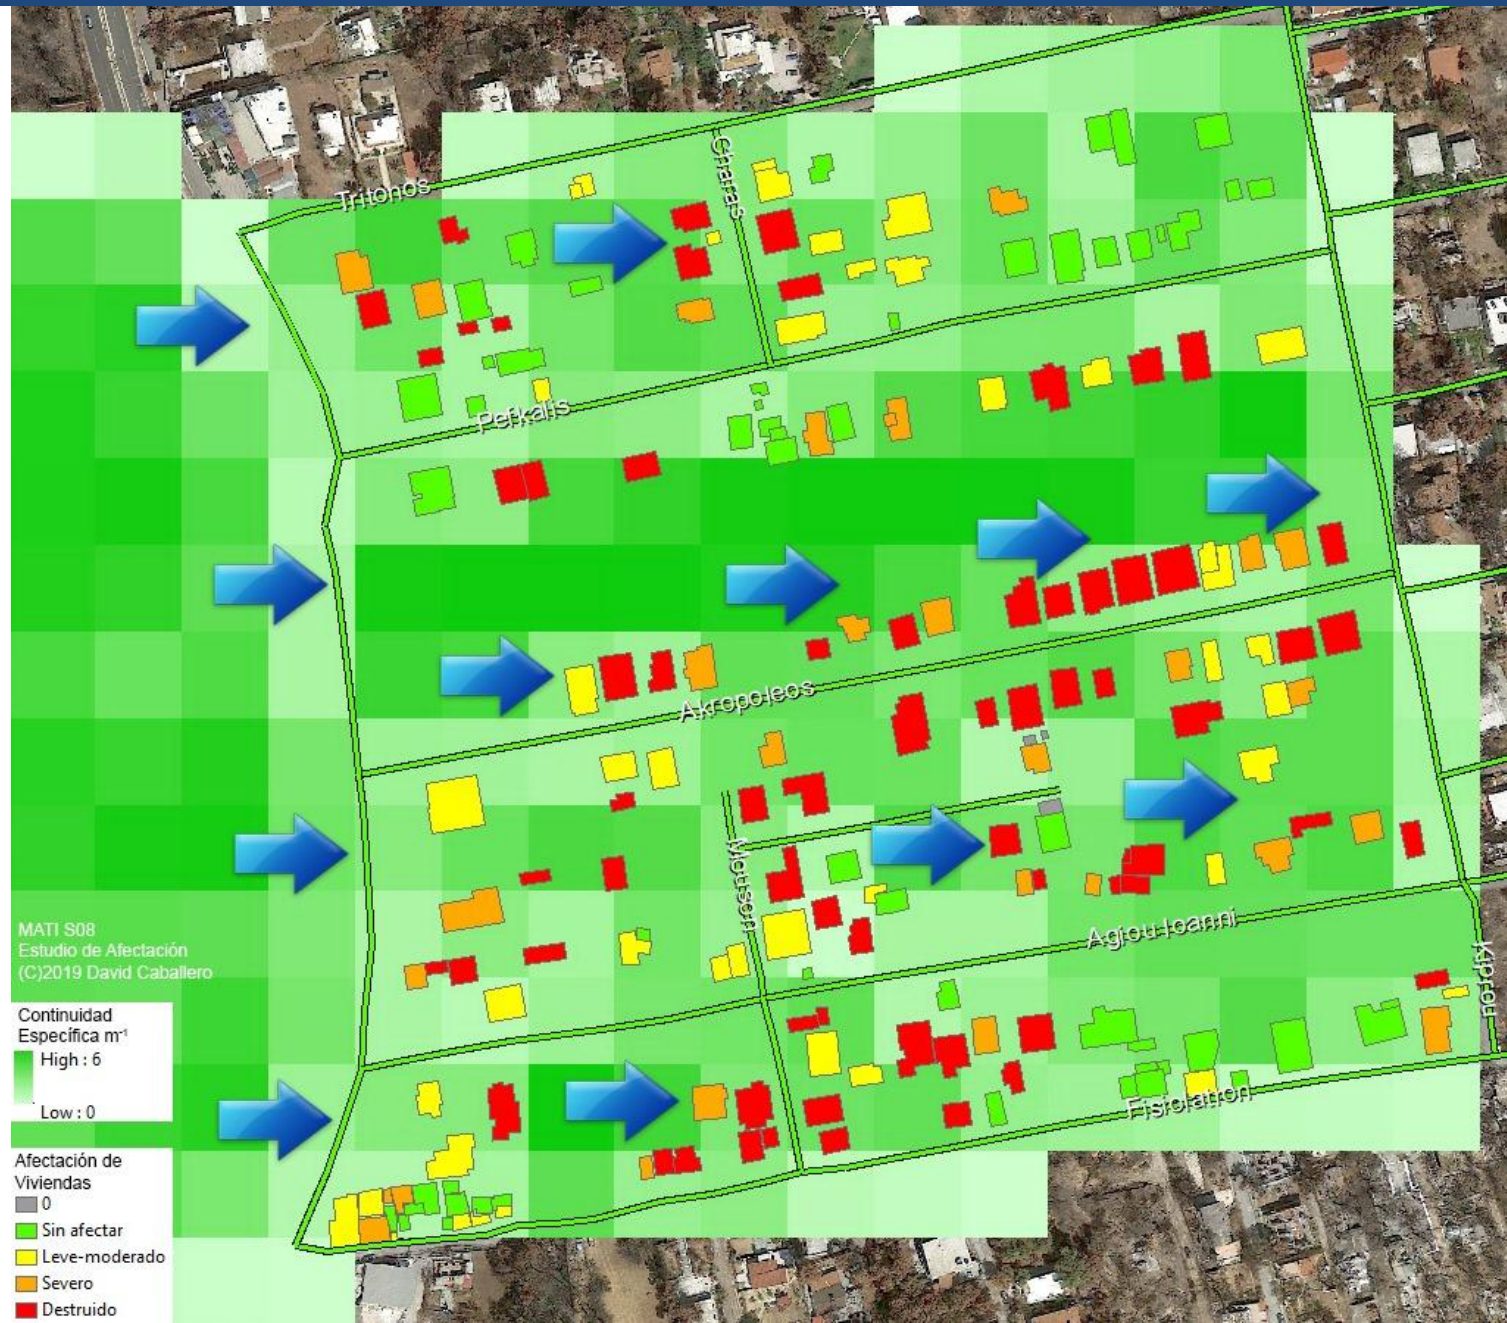 Tritonos
Charas
Pefkalis
Akropoleos
Mouson
Agiou Ioanni
Kiprou
Fisiolatron
MATI S08
Estudio de Afectación
(C)2019 David Caballero
Continuidad
Específica m⁻¹
High : 6
Low : 0
Afectación de
Viviendas
0
Sin afectar
Leve-moderado
Severo
Destruido